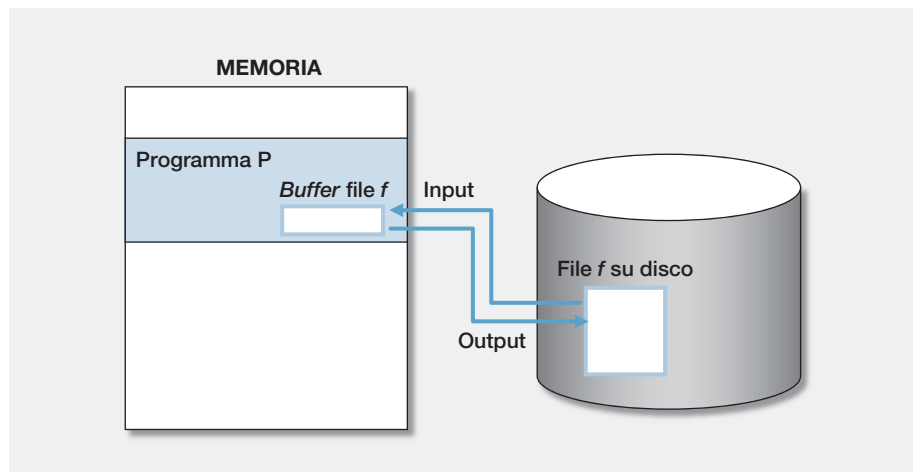 MEMORIA
Programma P
Buffer file f
Input
File f su disco
Output